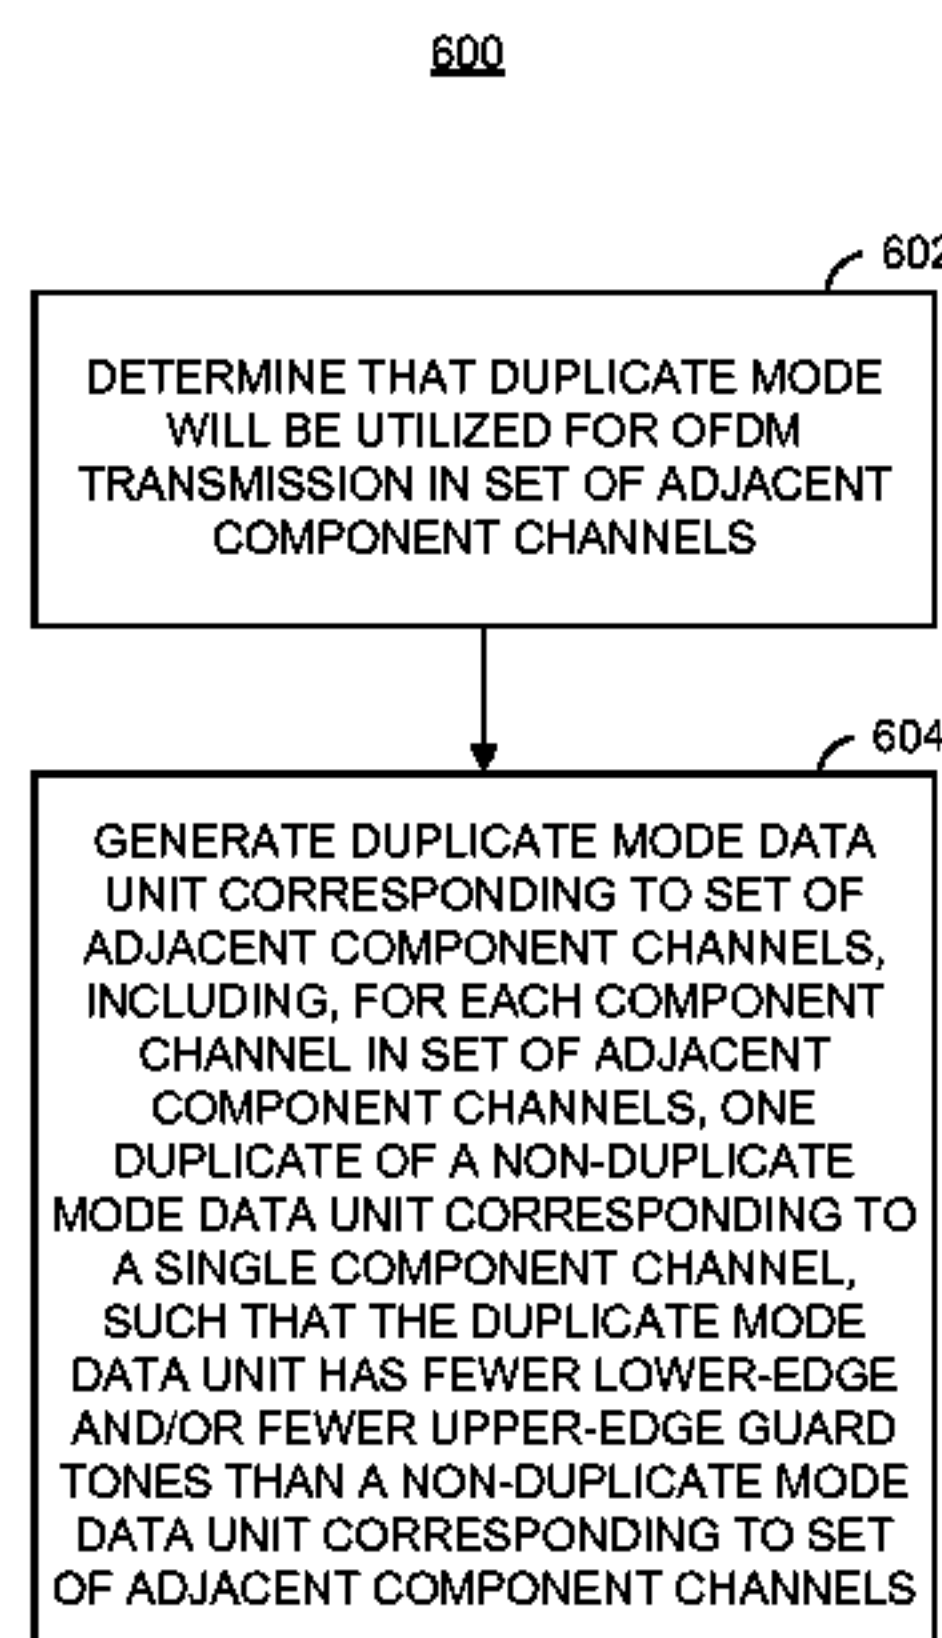 600
602
DETERMINE THAT DUPLICATE MODE
WILL BE UTILIZED FOR OFDM
TRANSMISSION IN SET OF ADJACENT
COMPONENT CHANNELS
604
GENERATE DUPLICATE MODE DATA
UNIT CORRESPONDING TO SET OF
ADJACENT COMPONENT CHANNELS,
INCLUDING, FOR EACH COMPONENT
CHANNEL IN SET OF ADJACENT
COMPONENT CHANNELS, ONE
DUPLICATE OF A NON-DUPLICATE
MODE DATA UNIT CORRESPONDING TO
A SINGLE COMPONENT CHANNEL,
SUCH THAT THE DUPLICATE MODE
DATA UNIT HAS FEWER LOWER-EDGE
AND/OR FEWER UPPER-EDGE GUARD
TONES THAN A NON-DUPLICATE MODE
DATA UNIT CORRESPONDING TO SET
OF ADJACENT COMPONENT CHANNELS